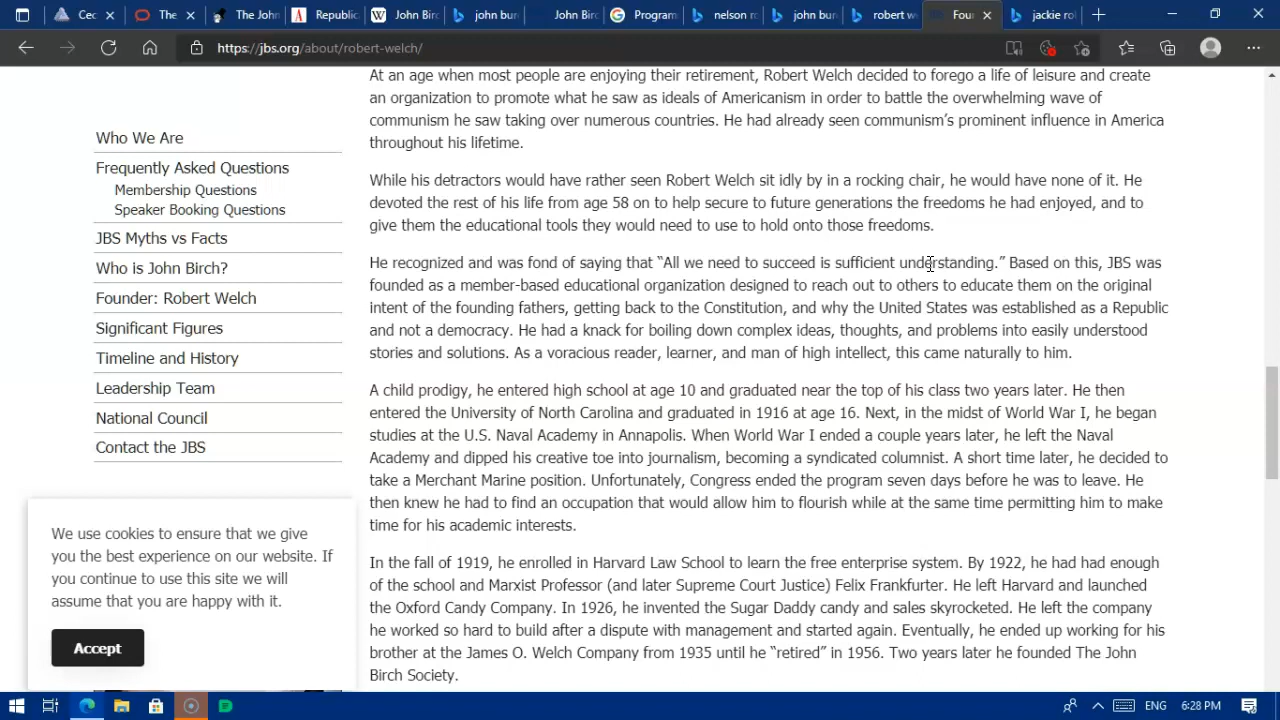 Cec
The
The John
Republic
John Birc
john bur
John Birc
Program
nelson ro
john bur
robert we
Foun
jackie rol
https://jbs.org/about/robert-welch/
At an age when most people are enjoying their retirement, Robert Welch decided to forego a life of leisure and create
an organization to promote what he saw as ideals of Americanism in order to battle the overwhelming wave of
communism he saw taking over numerous countries. He had already seen communism’s prominent influence in America
throughout his lifetime.
While his detractors would have rather seen Robert Welch sit idly by in a rocking chair, he would have none of it. He
devoted the rest of his life from age 58 on to help secure to future generations the freedoms he had enjoyed, and to
give them the educational tools they would need to use to hold onto those freedoms.
He recognized and was fond of saying that “All we need to succeed is sufficient understanding.” Based on this, JBS was
founded as a member-based educational organization designed to reach out to others to educate them on the original
intent of the founding fathers, getting back to the Constitution, and why the United States was established as a Republic
and not a democracy. He had a knack for boiling down complex ideas, thoughts, and problems into easily understood
stories and solutions. As a voracious reader, learner, and man of high intellect, this came naturally to him.
A child prodigy, he entered high school at age 10 and graduated near the top of his class two years later. He then
entered the University of North Carolina and graduated in 1916 at age 16. Next, in the midst of World War I, he began
studies at the U.S. Naval Academy in Annapolis. When World War I ended a couple years later, he left the Naval
Academy and dipped his creative toe into journalism, becoming a syndicated columnist. A short time later, he decided to
take a Merchant Marine position. Unfortunately, Congress ended the program seven days before he was to leave. He
then knew he had to find an occupation that would allow him to flourish while at the same time permitting him to make
time for his academic interests.
In the fall of 1919, he enrolled in Harvard Law School to learn the free enterprise system. By 1922, he had had enough
of the school and Marxist Professor (and later Supreme Court Justice) Felix Frankfurter. He left Harvard and launched
the Oxford Candy Company. In 1926, he invented the Sugar Daddy candy and sales skyrocketed. He left the company
he worked so hard to build after a dispute with management and started again. Eventually, he ended up working for his
brother at the James O. Welch Company from 1935 until he “retired” in 1956. Two years later he founded The John
Birch Society.
Who We Are
Frequently Asked Questions
Membership Questions
Speaker Booking Questions
JBS Myths vs Facts
Who is John Birch?
Founder: Robert Welch
Significant Figures
Timeline and History
Leadership Team
National Council
Contact the JBS
We use cookies to ensure that we give
you the best experience on our website. If
you continue to use this site we will
assume that you are happy with it.
Accept
ENG
6:28 PM